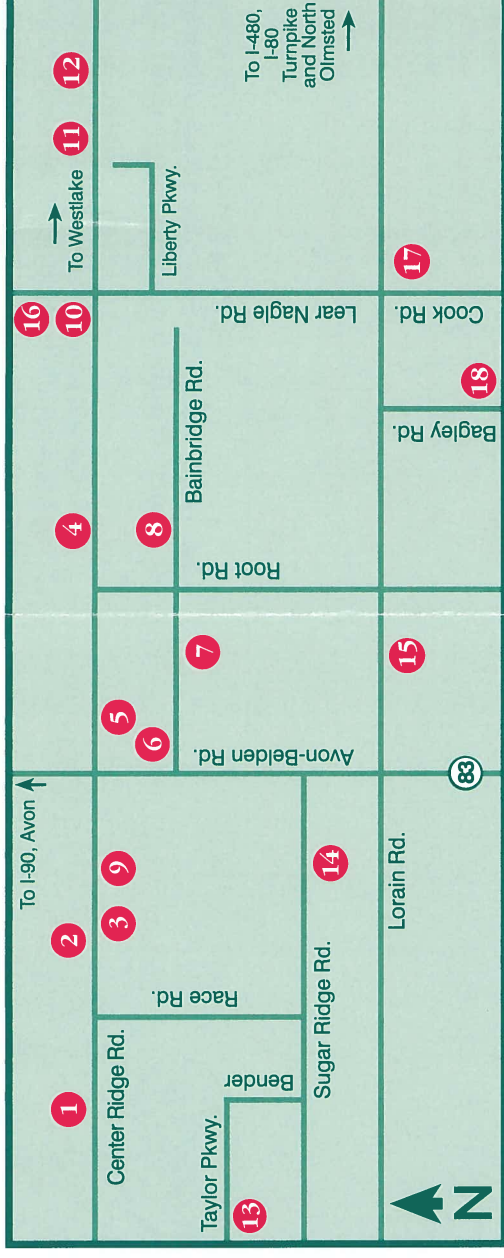 16
12
11
To Westlake
10
4
To I-90, Avon
2
1
Center Ridge Rd.
3
9
5
6
8
Liberty Pkwy.
Bainbridge Rd.
7
Race Rd.
Avon-Belden Rd.
Root Rd.
Lear Nagle Rd.
To I-480,
I-80
Turnpike
and North
Olmsted
Taylor Pkwy.
Bender
13
Sugar Ridge Rd.
14
Lorain Rd.
15
17
Cook Rd.
Bagley Rd.
18
83
N